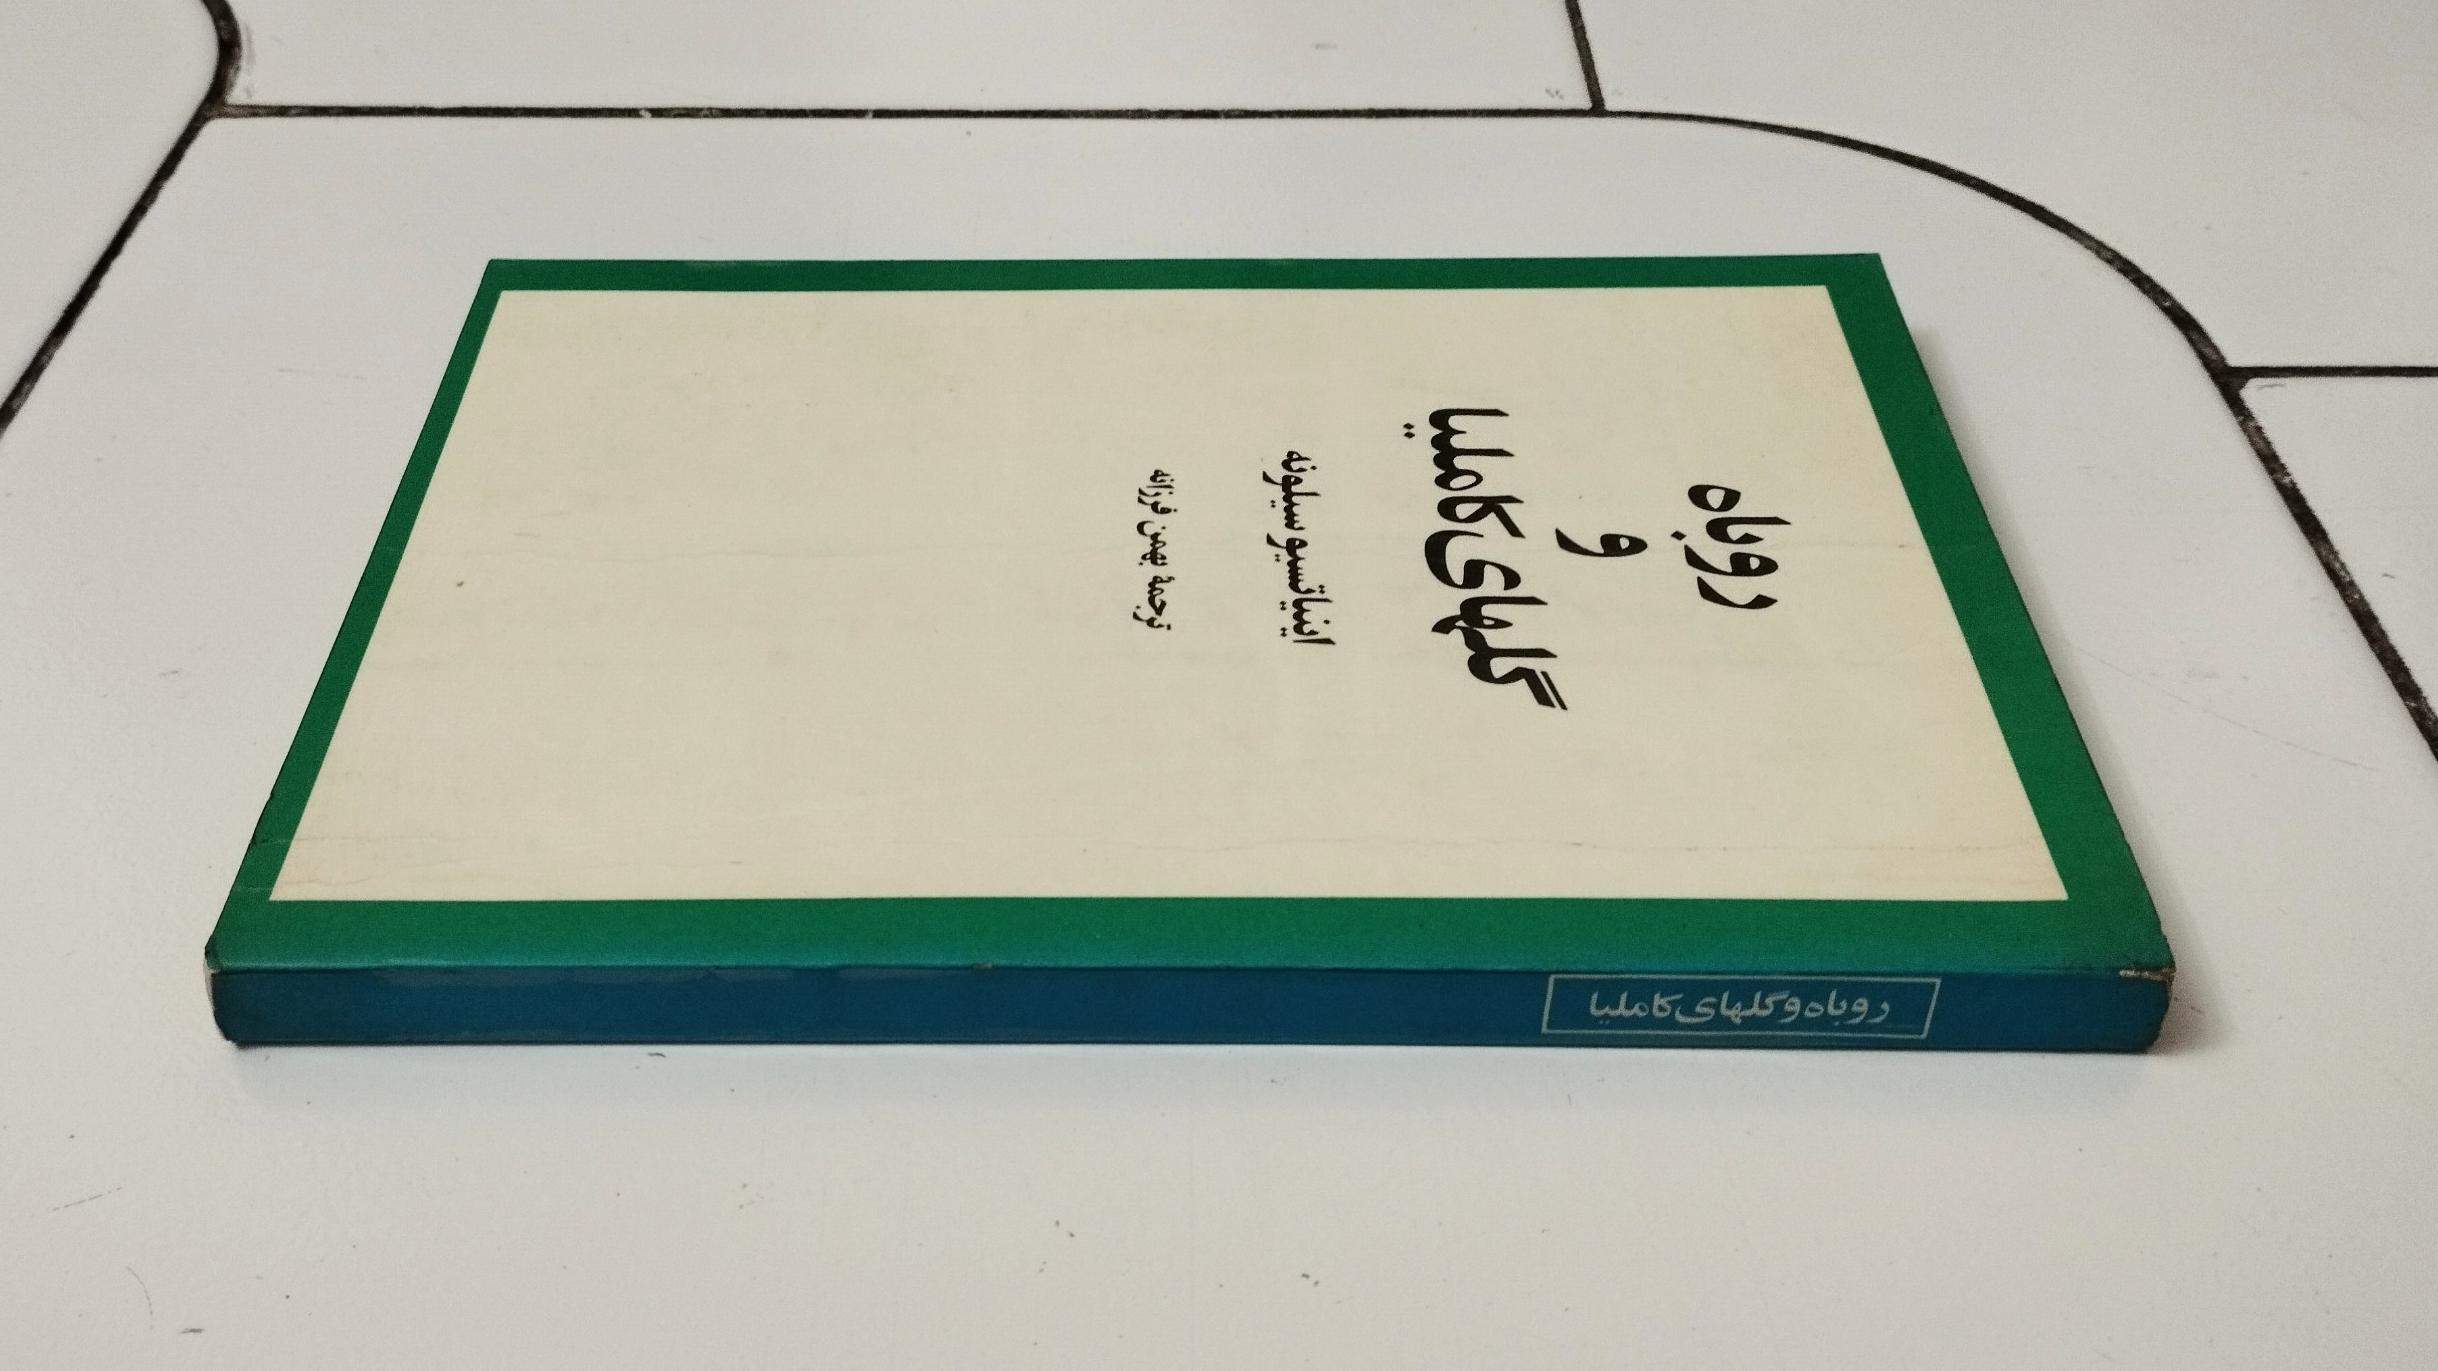 روباه
و
گلهای کاملیا
اینیاتسیو سیلونه
ترجمهٔ بهمن فرزانه
روباه و گلهای کاملیا